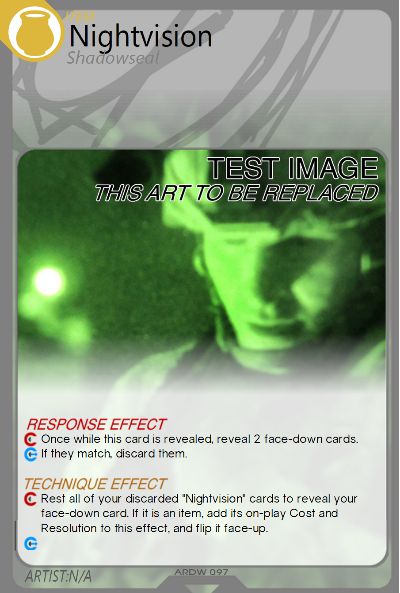 Nightvision
Shadowseal
TEST IMAGE
THIS ART TO BE REPLACED
RESPONSE EFFECT
Once while this card is revealed, reveal 2 face-down cards.
If they match, discard them.
TECHNIQUE EFFECT
Rest all of your discarded "Nightvision" cards to reveal your
face-down card. If it is an item, add its on-play Cost and
Resolution to this effect, and flip it face-up.
ARTIST:N/A
ARDW 097